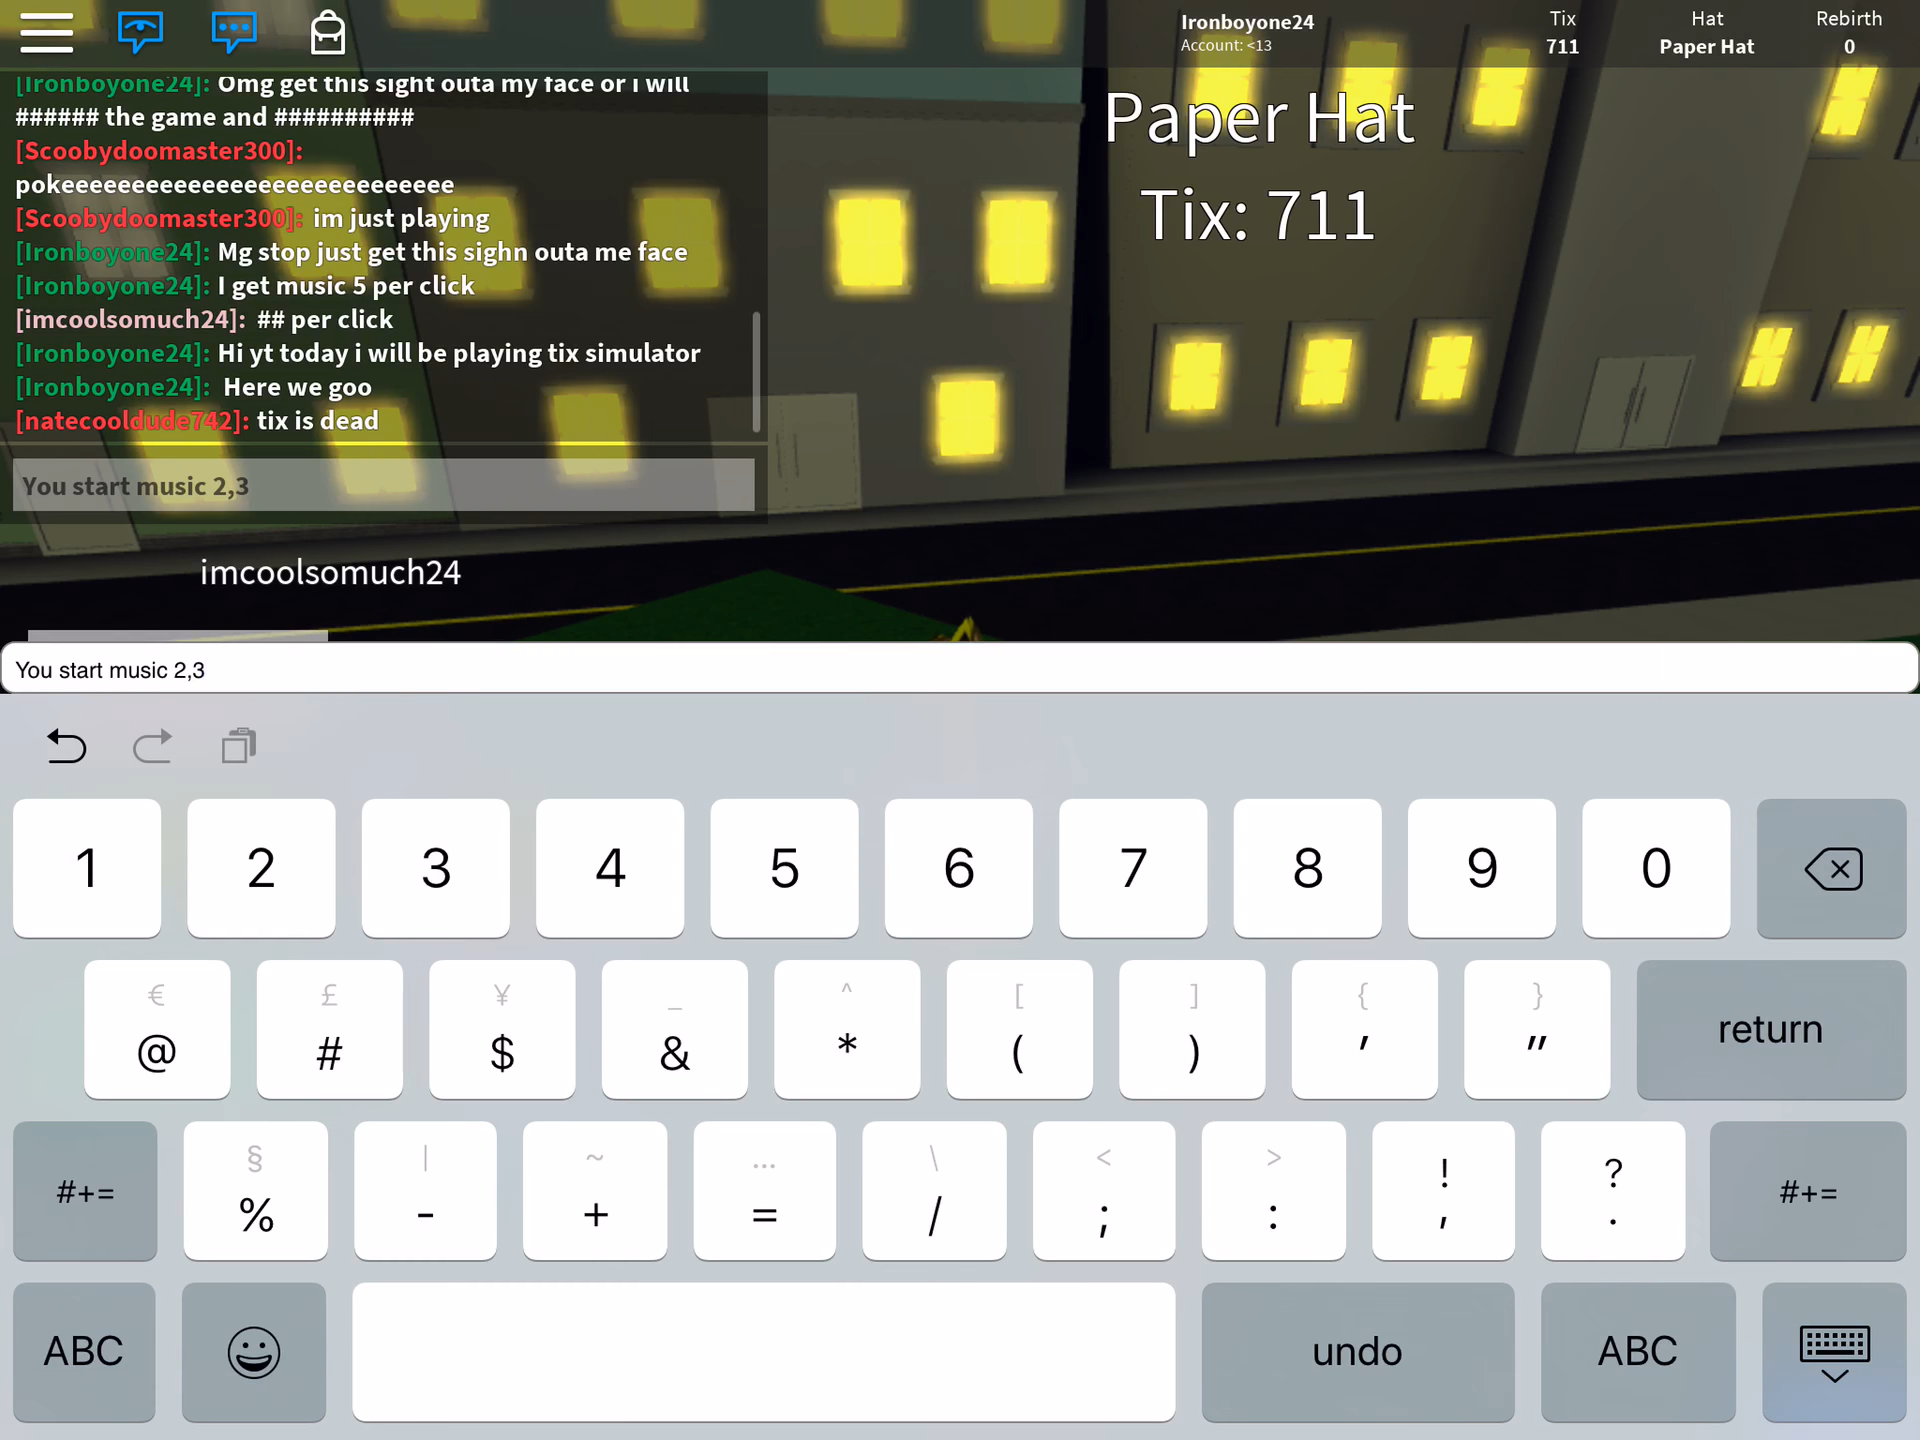 Ironboyone24
Account: <13
Tix
711
Hat
Paper Hat
Rebirth
0
[Ironboyone24]: Omg get this sight outa my face or i will
###### the game and ##########
[Scoobydoomaster300]:
pokeeeeeeeeeeeeeeeeeeeeeeeeeeee
[Scoobydoomaster300]: im just playing
[Ironboyone24]: Mg stop just get this sighn outa me face
[Ironboyone24]: I get music 5 per click
[imcoolsomuch24]: ## per click
[Ironboyone24]: Hi yt today i will be playing tix simulator
[Ironboyone24]: Here we goo
[natecooldude742]: tix is dead
You start music 2,3
Paper Hat
Tix: 711
imcoolsomuch24
You start music 2,3
1 2 3 4 5 6 7 8 9 0
€ £ ¥ _ ^ [ ] { }
@ # $ & * ( ) ' " return
§ | ~ … \ < > ! ?
#+= % - + = / ; : , . #+=
ABC undo ABC